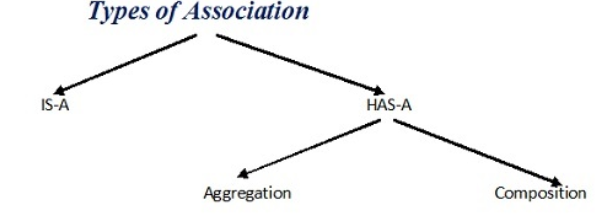 Types of Association
IS-A
HAS-A
Aggregation
Composition